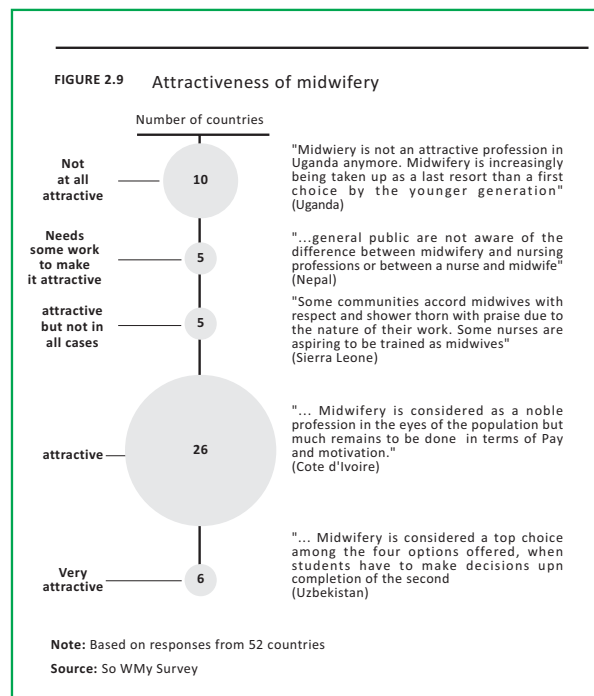 FIGURE 2.9 Attractiveness of midwifery
Number of countries
Not
at all
attractive
10
"Midwiery is not an attractive profession in
Uganda anymore. Midwifery is increasingly
being taken up as a last resort than a first
choice by the younger generation"
(Uganda)
Needs
some work
to make
it attractive
5
"...general public are not aware of the
difference between midwifery and nursing
professions or between a nurse and midwife"
(Nepal)
attractive
but not in
all cases
5
"Some communities accord midwives with
respect and shower thorn with praise due to
the nature of their work. Some nurses are
aspiring to be trained as midwives"
(Sierra Leone)
attractive
26
"... Midwifery is considered as a noble
profession in the eyes of the population but
much remains to be done in terms of Pay
and motivation."
(Cote d'Ivoire)
Very
attractive
6
"... Midwifery is considered a top choice
among the four options offered, when
students have to make decisions upn
completion of the second
(Uzbekistan)
Note: Based on responses from 52 countries
Source: So WMy Survey